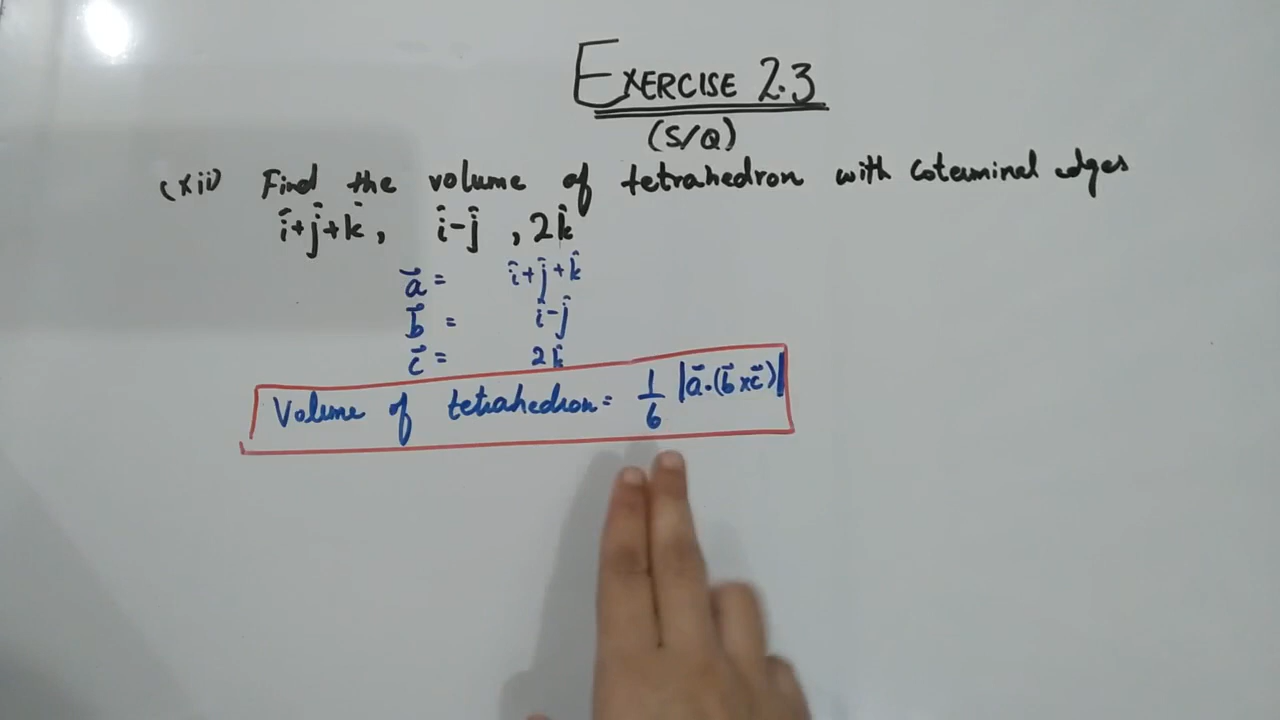 EXERCISE 2.3
(S/Q)
(xii) Find the volume of tetrahedron with coterminal edges
î+ĵ+k̂, î-ĵ, 2k̂
a⃗ = î+ĵ+k̂
b⃗ = î-ĵ
c⃗ = 2k̂
Volume of tetrahedron = 1/6 |a⃗.(b⃗×c⃗)|